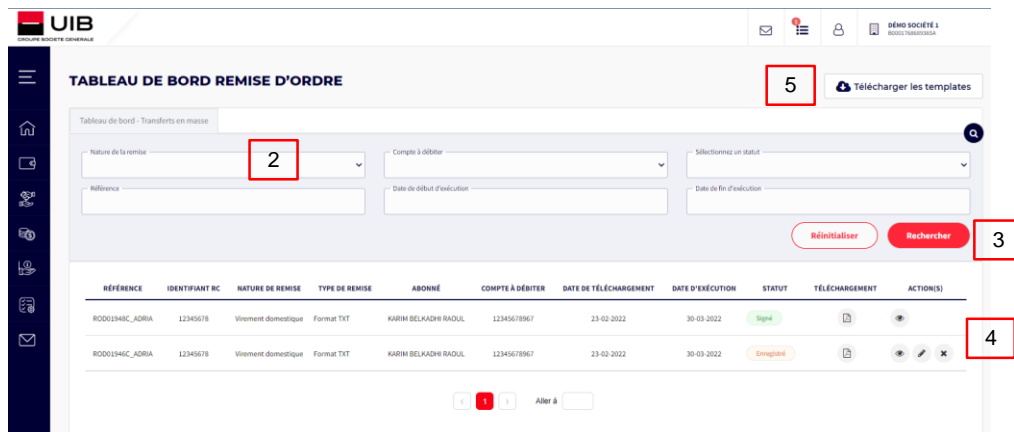 UIB
GROUPE SOCIETE GENERALE
DÉMO SOCIÉTÉ 1
TABLEAU DE BORD REMISE D'ORDRE
5
Télécharger les templates
Tableau de bord - Transferts en masse
Nature de la remise
2
Compte à débiter
Sélectionnez un statut
Référence
Date de début d'exécution
Date de fin d'exécution
Réinitialiser
Rechercher
3
RÉFÉRENCE IDENTIFIANT RC NATURE DE REMISE TYPE DE REMISE ABONNÉ COMPTE À DÉBITER DATE DE TÉLÉCHARGEMENT DATE D'EXÉCUTION STATUT TÉLÉCHARGEMENT ACTION(S)
ROD01948C_ADRIA 12345678 Virement domestique Format TXT KARIM BELKADHI RAOUL 12345678967 23-02-2022 30-03-2022 Signé
ROD01946C_ADRIA 12345678 Virement domestique Format TXT KARIM BELKADHI RAOUL 12345678967 23-02-2022 30-03-2022 Enregistré
4
1
Aller à